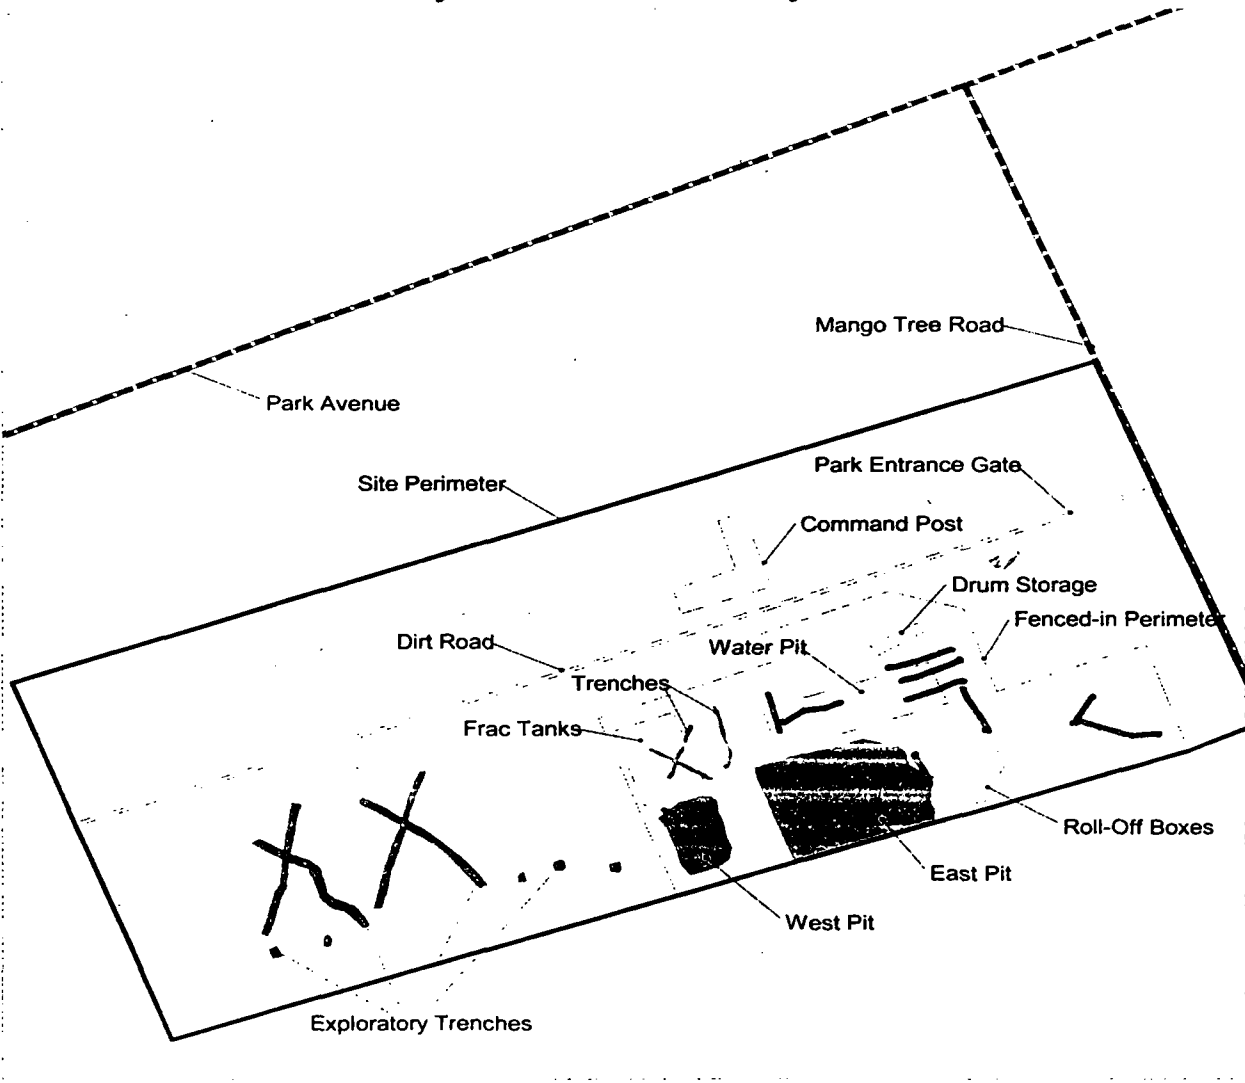 Mango Tree Road
Park Avenue
Park Entrance Gate
Site Perimeter
Command Post
Drum Storage
Fenced-in Perimeter
Dirt Road
Water Pit
Trenches
Frac Tanks
Roll-Off Boxes
East Pit
West Pit
Exploratory Trenches